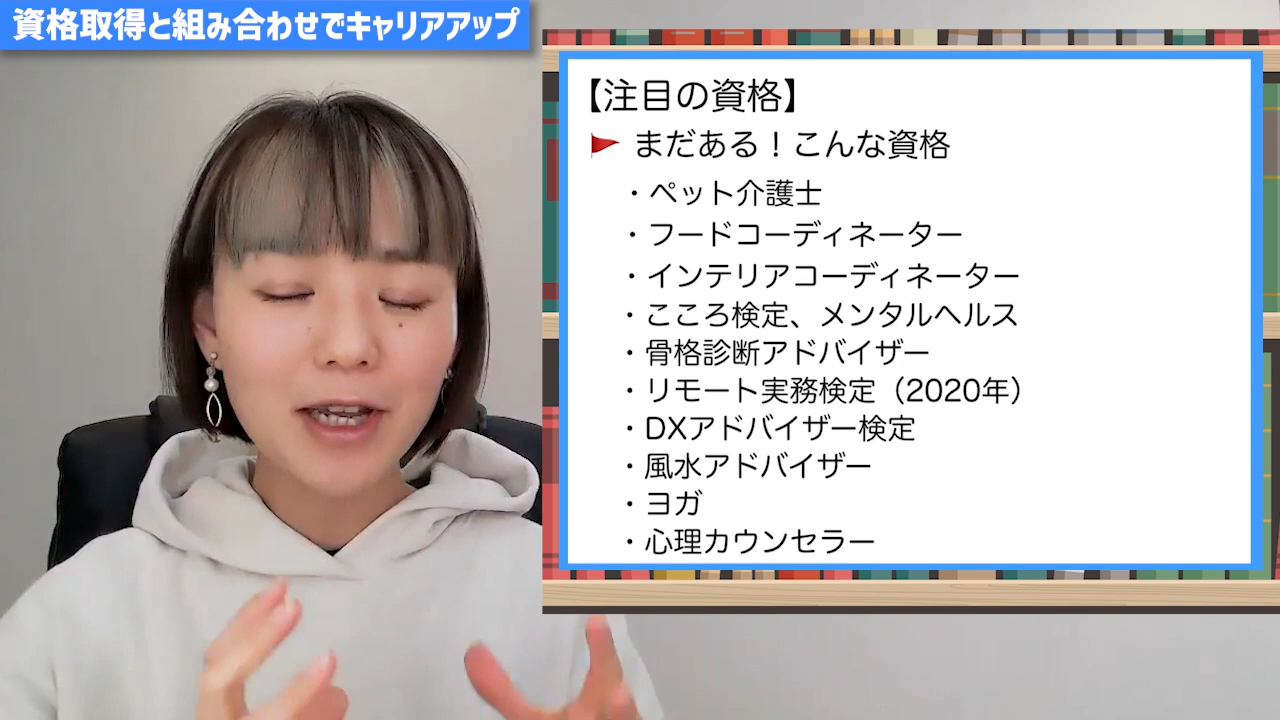 資格取得と組み合わせでキャリアアップ
【注目の資格】
まだある！こんな資格
・ペット介護士
・フードコーディネーター
・インテリアコーディネーター
・こころ検定、メンタルヘルス
・骨格診断アドバイザー
・リモート実務検定（2020年）
・DXアドバイザー検定
・風水アドバイザー
・ヨガ
・心理カウンセラー